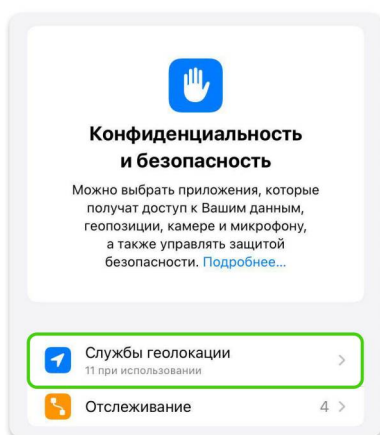 Конфиденциальность
и безопасность
Можно выбрать приложения, которые
получат доступ к Вашим данным,
геопозиции, камере и микрофону,
а также управлять защитой
безопасности. Подробнее...
Службы геолокации
11 при использовании
Отслеживание 4